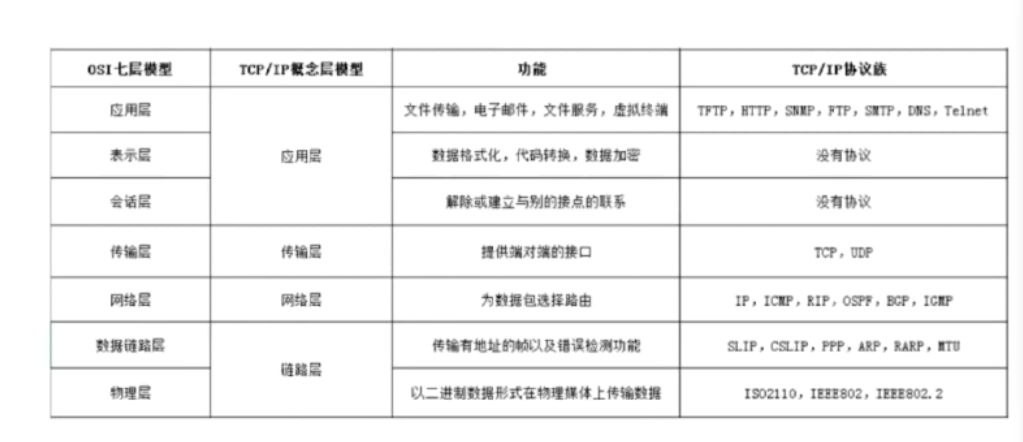 OSI七层模型 TCP/IP概念层模型 功能 TCP/IP协议族
应用层 文件传输，电子邮件，文件服务，虚拟终端 TFTP，HTTP，SNMP，FTP，SMTP，DNS，Telnet
表示层 应用层 数据格式化，代码转换，数据加密 没有协议
会话层 解除或建立与别的接点的联系 没有协议
传输层 传输层 提供端对端的接口 TCP，UDP
网络层 网络层 为数据包选择路由 IP，ICMP，RIP，OSPF，BGP，IGMP
数据链路层 传输有地址的帧以及错误检测功能 SLIP，CSLIP，PPP，ARP，RARP，MTU
链路层
物理层 以二进制数据形式在物理媒体上传输数据 ISO2110，IEEE802，IEEE802.2